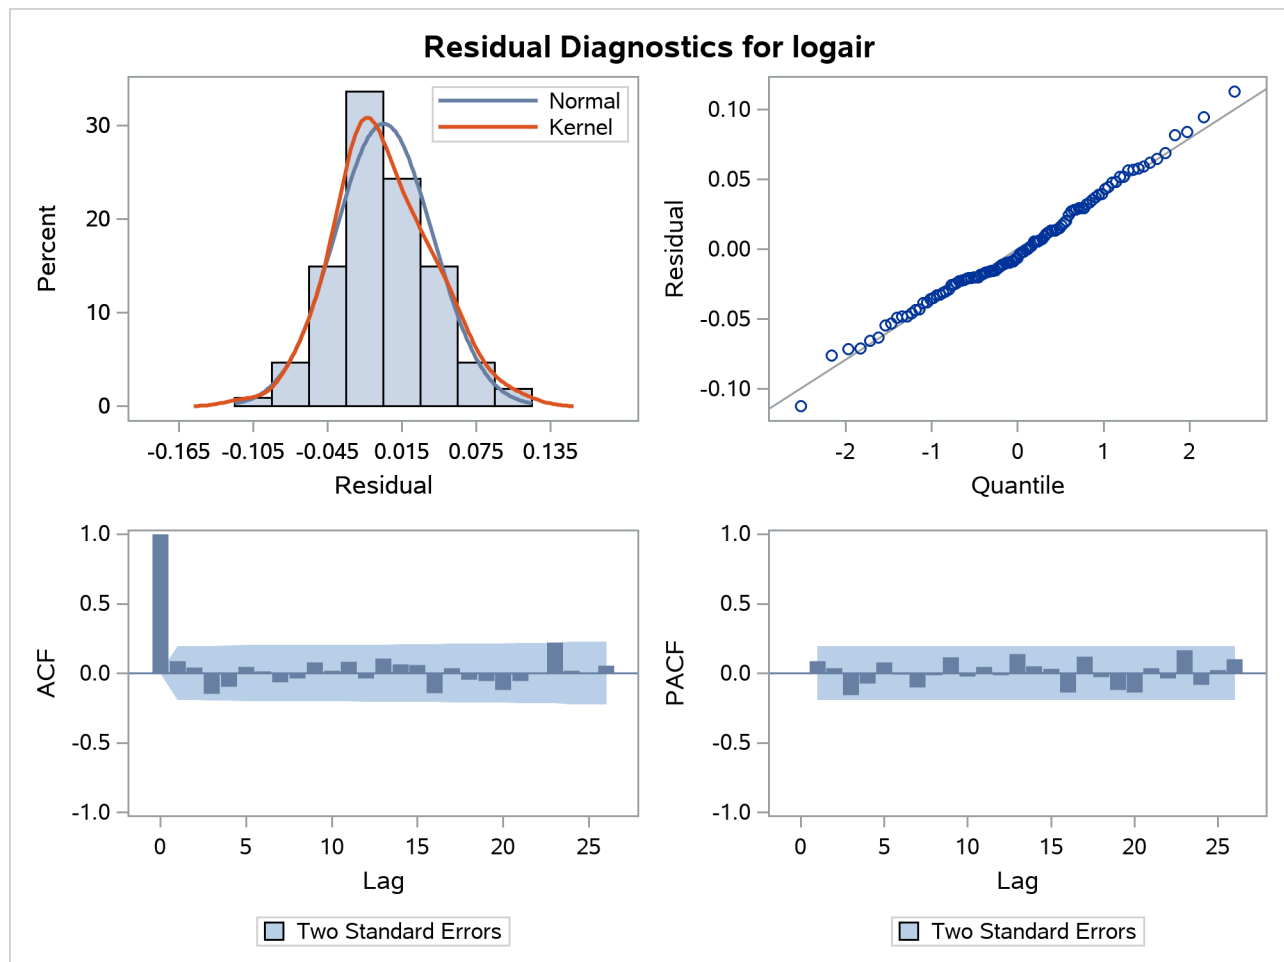 Residual Diagnostics for logair
Normal
Kernel
30
20
10
0
Percent
-0.165 -0.105 -0.045 0.015 0.075 0.135
Residual
0.10
0.05
0.00
-0.05
-0.10
Residual
-2 -1 0 1 2
Quantile
1.0
0.5
0.0
-0.5
-1.0
ACF
0 5 10 15 20 25
Lag
Two Standard Errors
1.0
0.5
0.0
-0.5
-1.0
PACF
0 5 10 15 20 25
Lag
Two Standard Errors